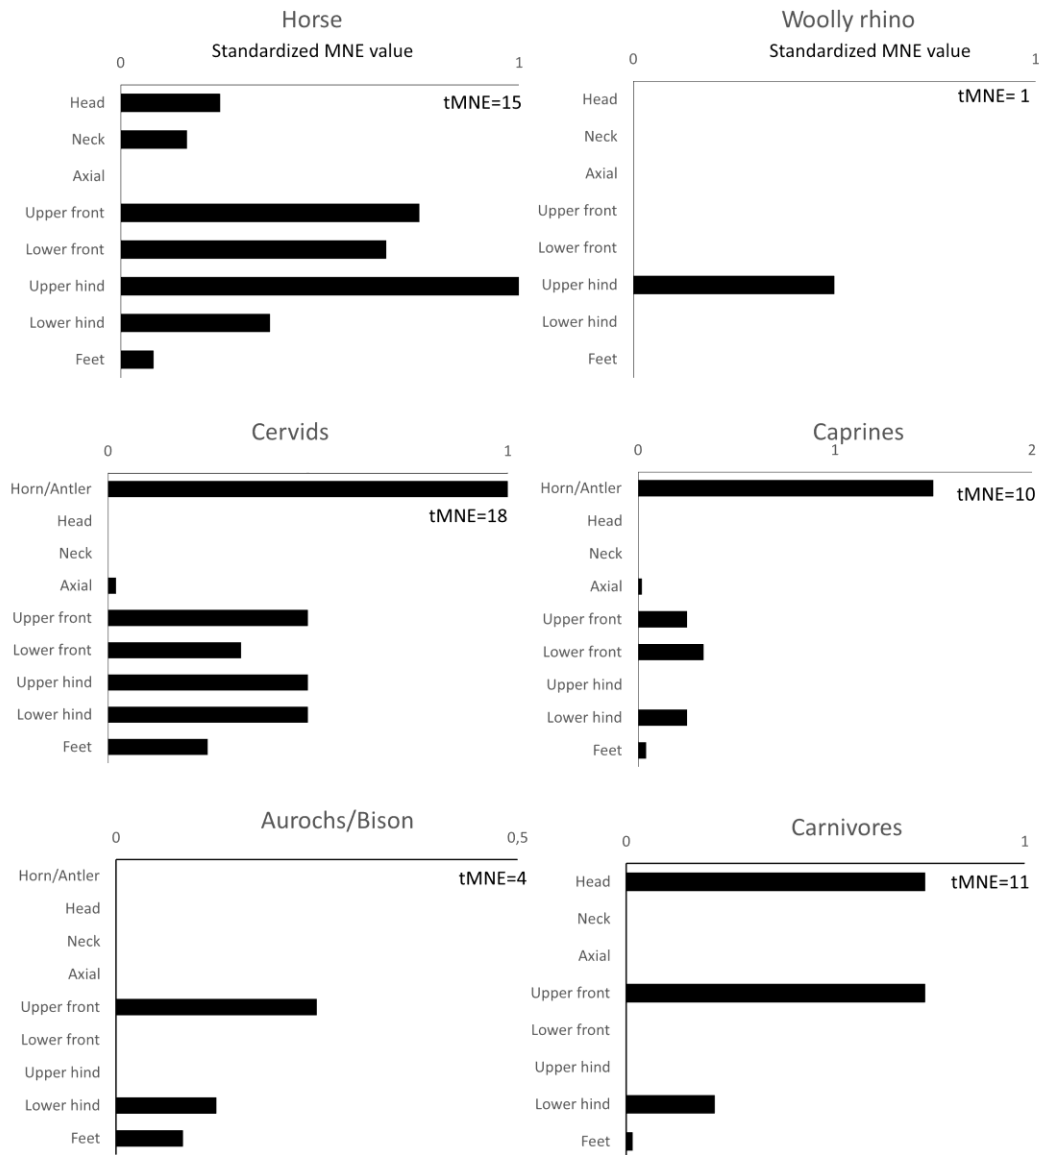 Horse
Standardized MNE value
0 1
tMNE=15
Head
Neck
Axial
Upper front
Lower front
Upper hind
Lower hind
Feet
Woolly rhino
Standardized MNE value
0 1
tMNE= 1
Head
Neck
Axial
Upper front
Lower front
Upper hind
Lower hind
Feet
Cervids
0 1
Horn/Antler
tMNE=18
Head
Neck
Axial
Upper front
Lower front
Upper hind
Lower hind
Feet
Caprines
0 1 2
Horn/Antler
tMNE=10
Head
Neck
Axial
Upper front
Lower front
Upper hind
Lower hind
Feet
Aurochs/Bison
0 0,5
Horn/Antler
tMNE=4
Head
Neck
Axial
Upper front
Lower front
Upper hind
Lower hind
Feet
Carnivores
0 1
Head
tMNE=11
Neck
Axial
Upper front
Lower front
Upper hind
Lower hind
Feet